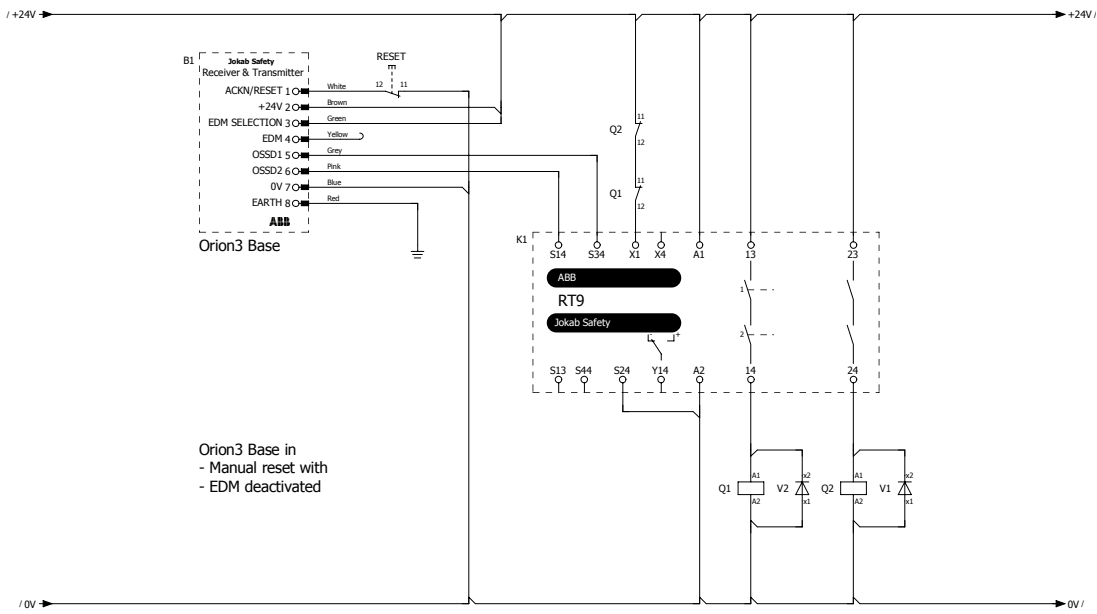 / +24V
+24V /
B1
Jokab Safety
Receiver & Transmitter
RESET
ACKN/RESET 1
White
12
11
+24V 2
Brown
EDM SELECTION 3
Green
EDM 4
Yellow
OSSD1 5
Grey
OSSD2 6
Pink
0V 7
Blue
EARTH 8
Red
ABB
Orion3 Base
Q2
11
12
Q1
11
12
K1
S14
S34
X1
X4
A1
13
23
ABB
RT9
Jokab Safety
- +
1
2
S13
S44
S24
Y14
A2
14
24
Orion3 Base in
- Manual reset with
- EDM deactivated
Q1
A1
A2
V2
x2
x1
Q2
A1
A2
V1
x2
x1
/ 0V
0V /